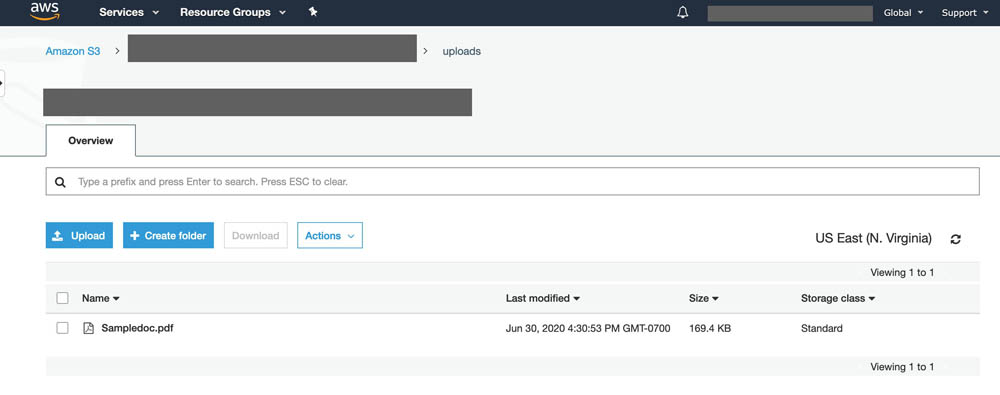 aws Services Resource Groups Global Support
Amazon S3 > uploads
Overview
Type a prefix and press Enter to search. Press ESC to clear.
Upload + Create folder Download Actions US East (N. Virginia)
Viewing 1 to 1
Name Last modified Size Storage class
Sampledoc.pdf Jun 30, 2020 4:30:53 PM GMT-0700 169.4 KB Standard
Viewing 1 to 1